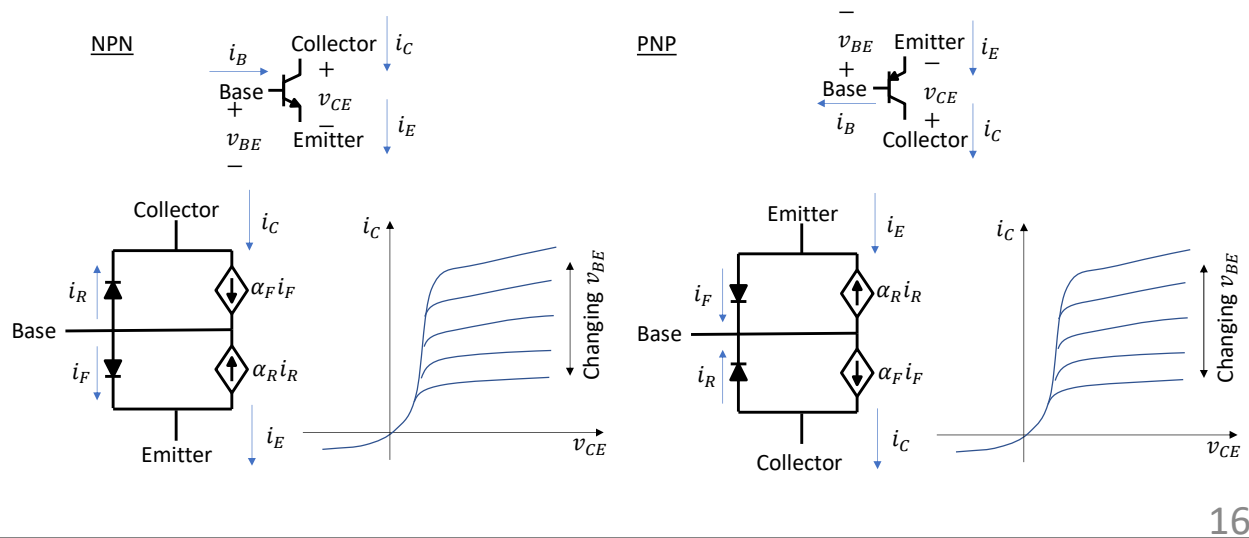 NPN
Collector
i_C
i_B
+
Base
v_CE
+
−
i_E
v_BE
Emitter
−
Collector
i_C
i_R
α_F i_F
Base
i_F
α_R i_R
i_E
Emitter
i_C
Changing v_BE
v_CE
PNP
−
v_BE
Emitter
i_E
+
−
Base
v_CE
i_B
+
i_C
Collector
Emitter
i_E
i_F
α_R i_R
Base
i_R
α_F i_F
i_C
Collector
i_C
Changing v_BE
v_CE
16